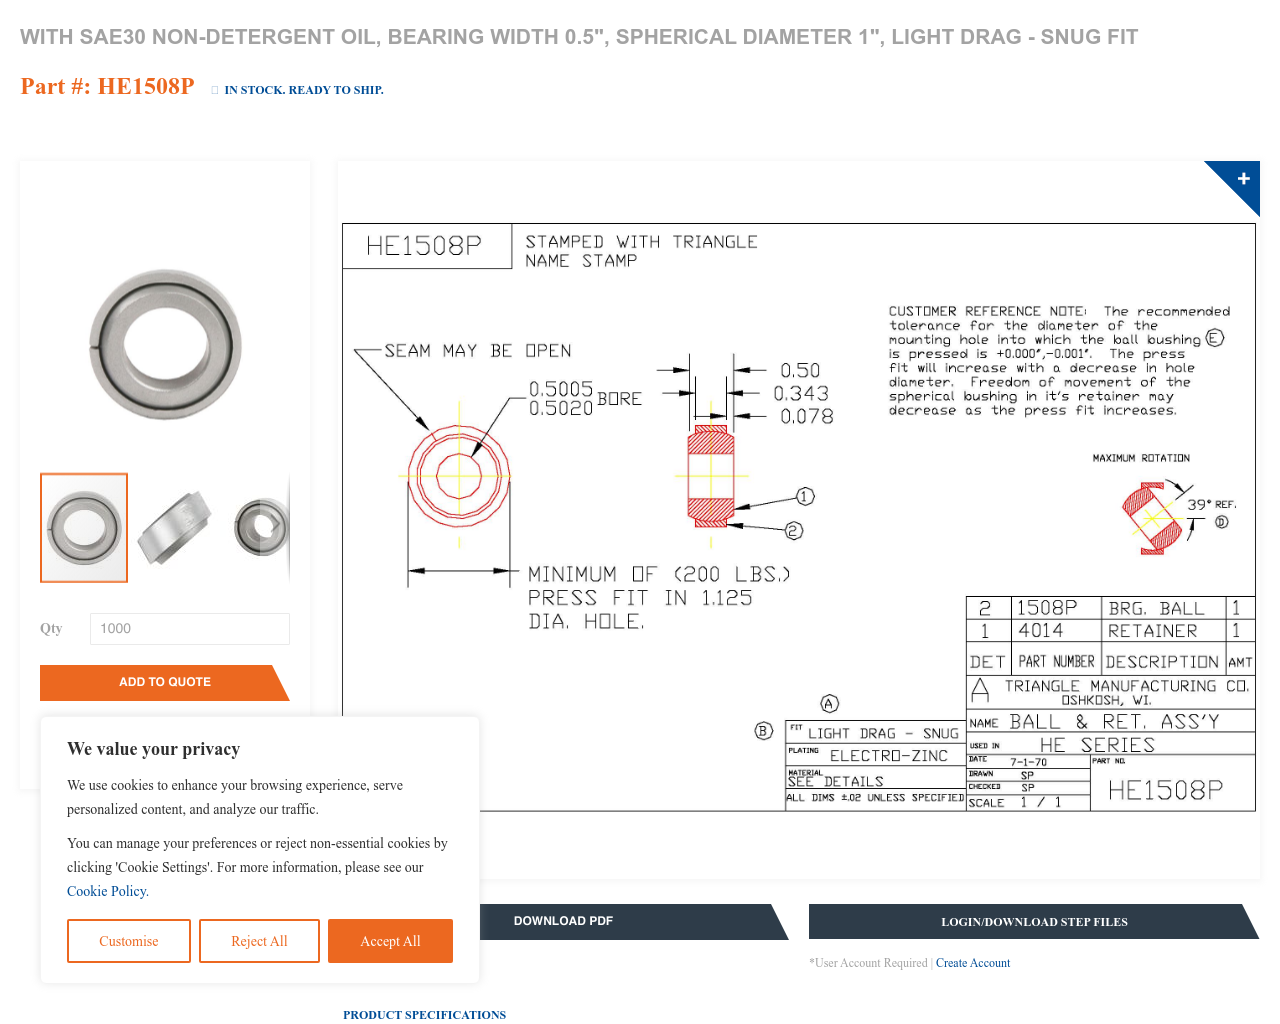 WITH SAE30 NON-DETERGENT OIL, BEARING WIDTH 0.5", SPHERICAL DIAMETER 1", LIGHT DRAG - SNUG FIT
Part #: HE1508P
IN STOCK. READY TO SHIP.
Qty
1000
ADD TO QUOTE
HE1508P
STAMPED WITH TRIANGLE
NAME STAMP
CUSTOMER REFERENCE NOTE: The recommended
tolerance for the diameter of the
mounting hole into which the ball bushing
is pressed is +0.000",-0.001". The press
fit will increase with a decrease in hole
diameter. Freedom of movement of the
spherical bushing in it's retainer may
decrease as the press fit increases.
E
SEAM MAY BE OPEN
0.5005
0.5020
BORE
0.50
0.343
0.078
1
2
MAXIMUM ROTATION
39° REF.
D
MINIMUM OF (200 LBS.)
PRESS FIT IN 1.125
DIA. HOLE.
2 1508P BRG. BALL 1
1 4014 RETAINER 1
DET PART NUMBER DESCRIPTION AMT
A TRIANGLE MANUFACTURING CO.
OSHKOSH, WI.
NAME BALL & RET. ASS'Y
USED IN HE SERIES
DATE 7-1-70
DRAWN SP
CHECKED SP
SCALE 1 / 1
PART NO.
HE1508P
A
B
FIT LIGHT DRAG - SNUG
PLATING ELECTRO-ZINC
MATERIAL
SEE DETAILS
ALL DIMS ±.02 UNLESS SPECIFIED
We value your privacy
We use cookies to enhance your browsing experience, serve
personalized content, and analyze our traffic.
You can manage your preferences or reject non-essential cookies by
clicking 'Cookie Settings'. For more information, please see our
Cookie Policy.
Customise
Reject All
Accept All
DOWNLOAD PDF
LOGIN/DOWNLOAD STEP FILES
*User Account Required | Create Account
PRODUCT SPECIFICATIONS